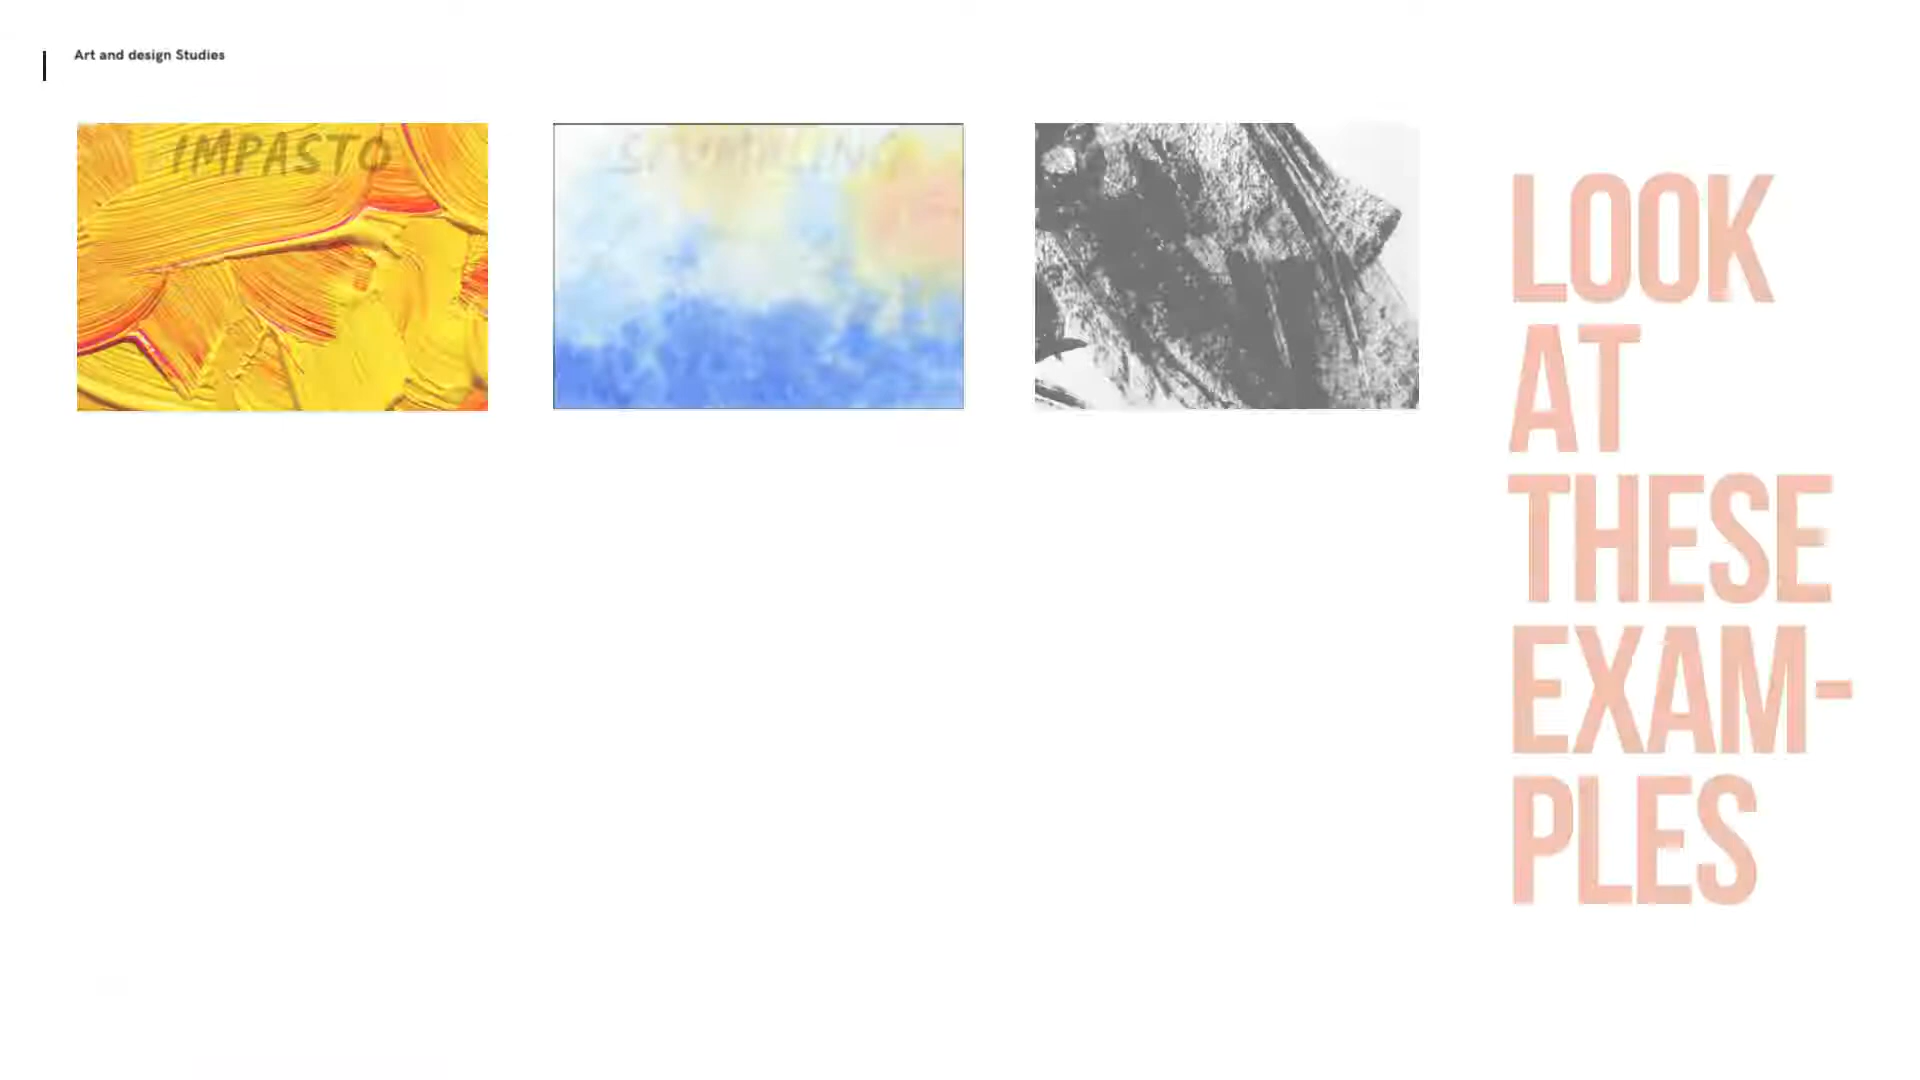 Art and design Studies
IMPASTO
LOOK
AT
THESE
EXAM-
PLES